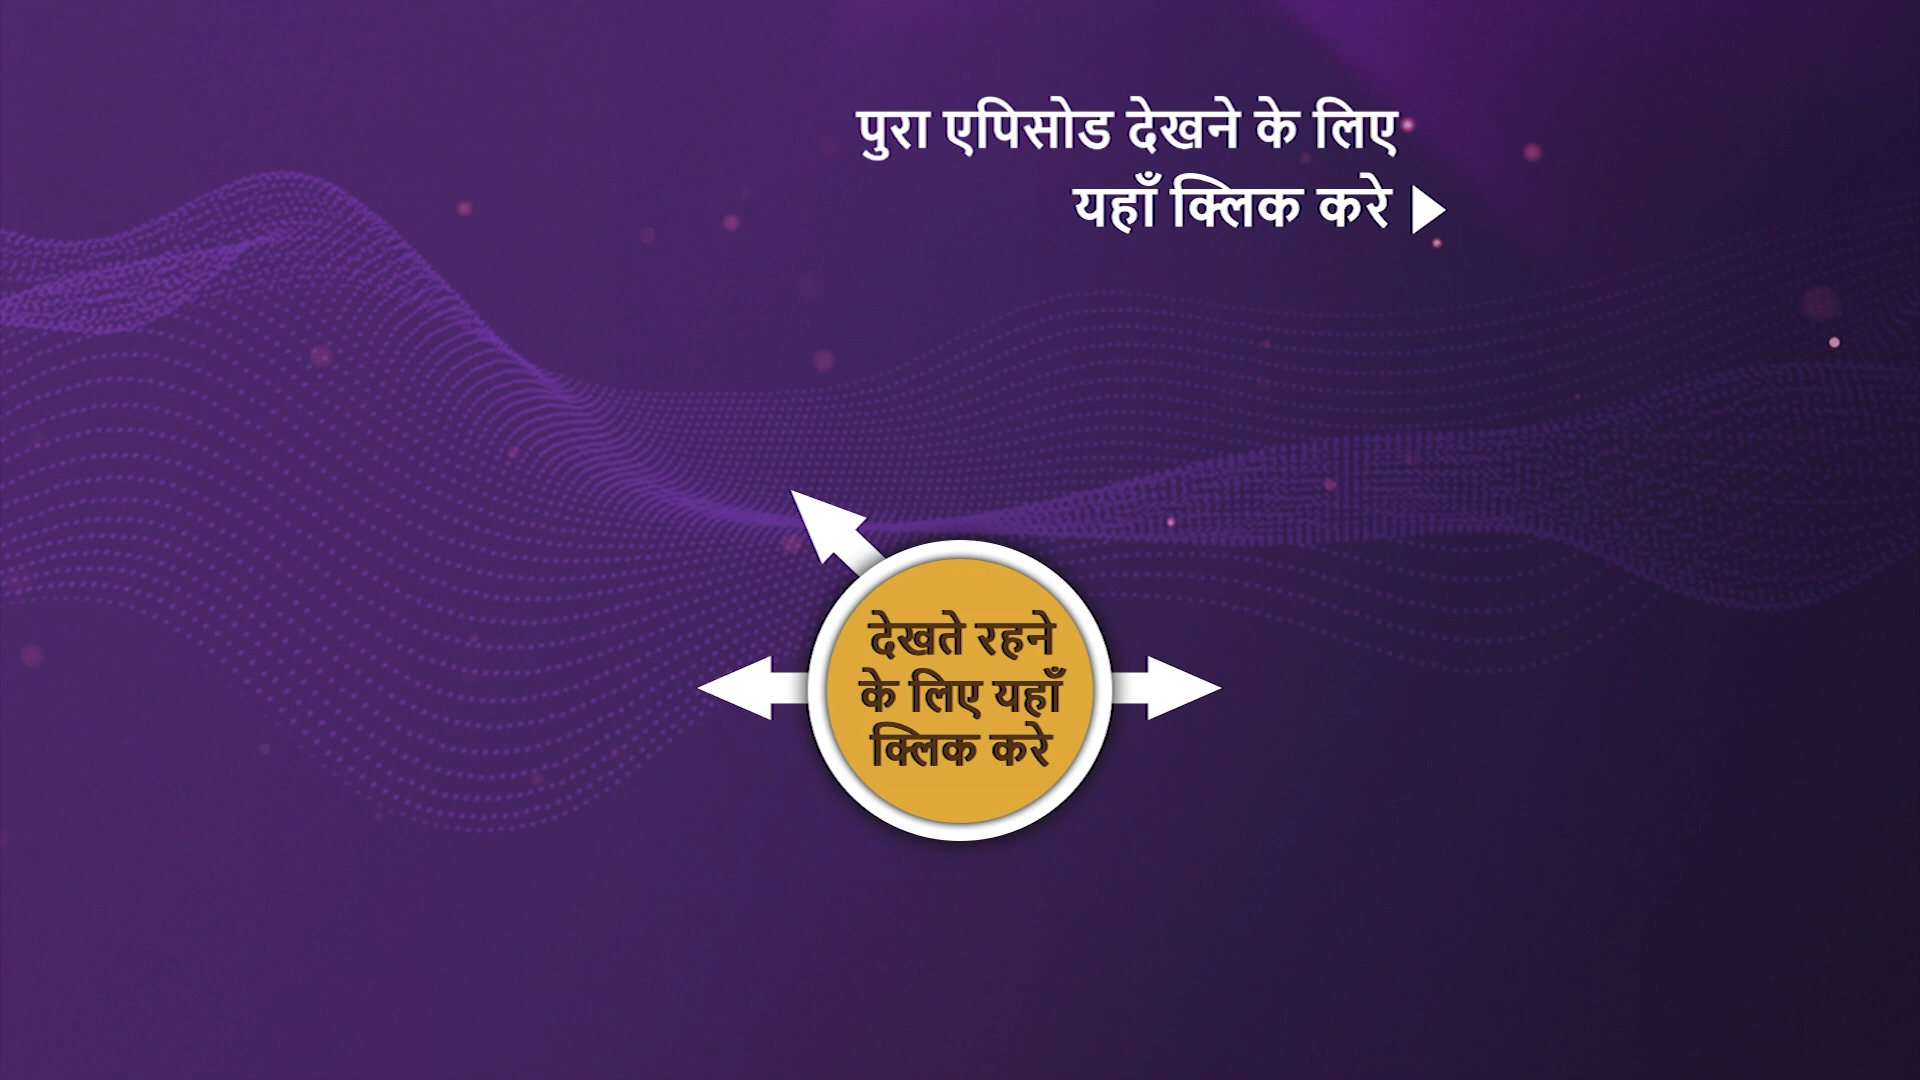 पुरा एपिसोड देखने के लिए
यहाँ क्लिक करे
देखते रहने
के लिए यहाँ
क्लिक करे